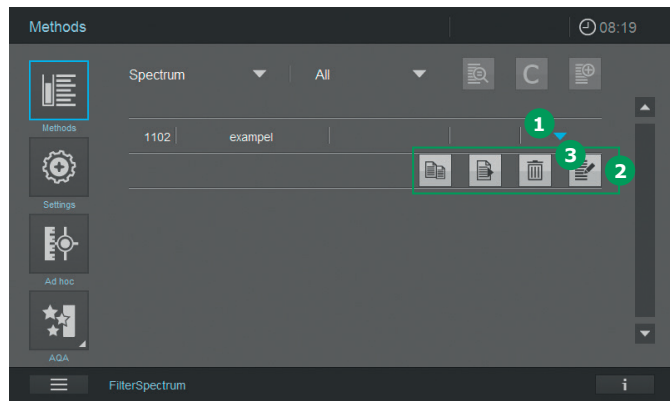 Methods
08:19
Spectrum
All
C
Methods
1
1102
exampel
3
2
Settings
Ad hoc
AQA
FilterSpectrum
i